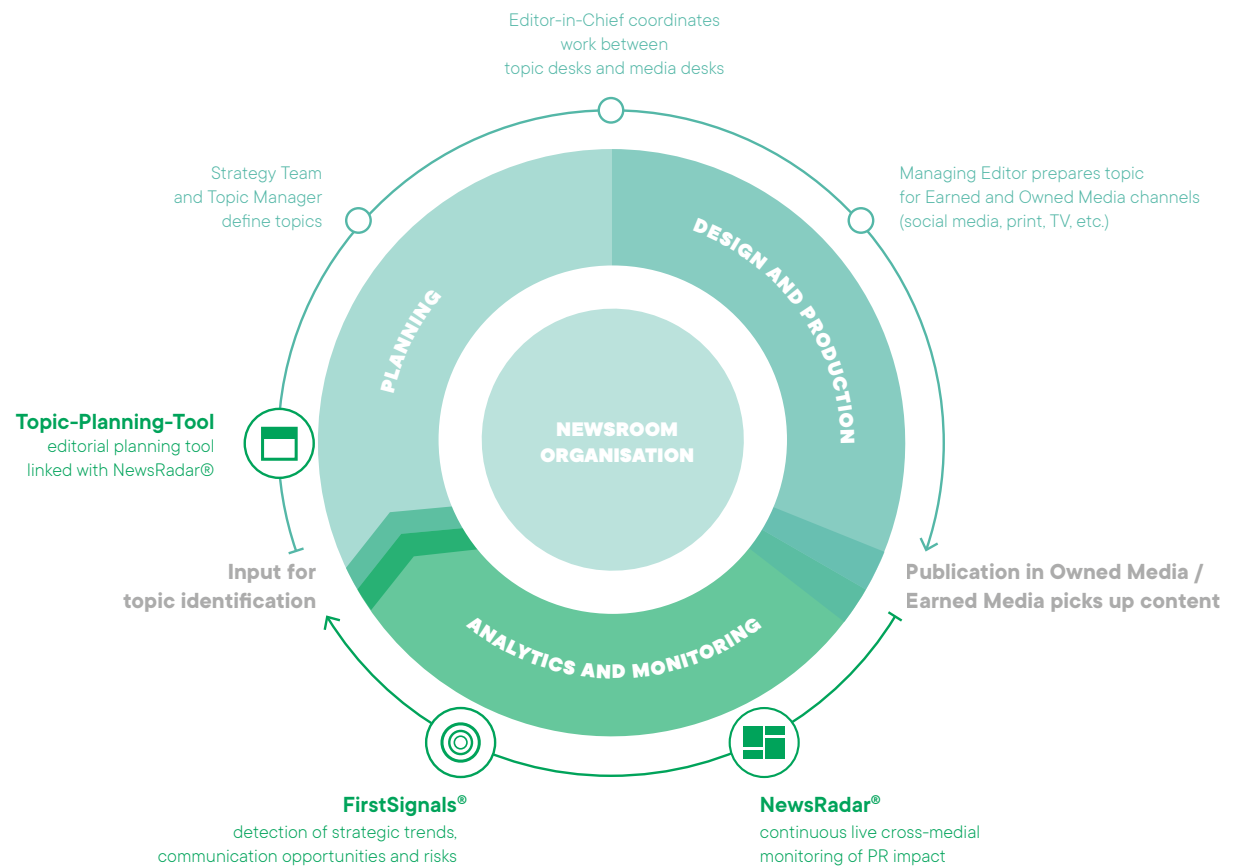 Editor-in-Chief coordinates
work between
topic desks and media desks
Strategy Team
and Topic Manager
define topics
Managing Editor prepares topic
for Earned and Owned Media channels
(social media, print, TV, etc.)
PLANNING
DESIGN AND PRODUCTION
NEWSROOM
ORGANISATION
Topic-Planning-Tool
editorial planning tool
linked with NewsRadar®
Input for
topic identification
Publication in Owned Media /
Earned Media picks up content
ANALYTICS AND MONITORING
FirstSignals®
detection of strategic trends,
communication opportunities and risks
NewsRadar®
continuous live cross-medial
monitoring of PR impact